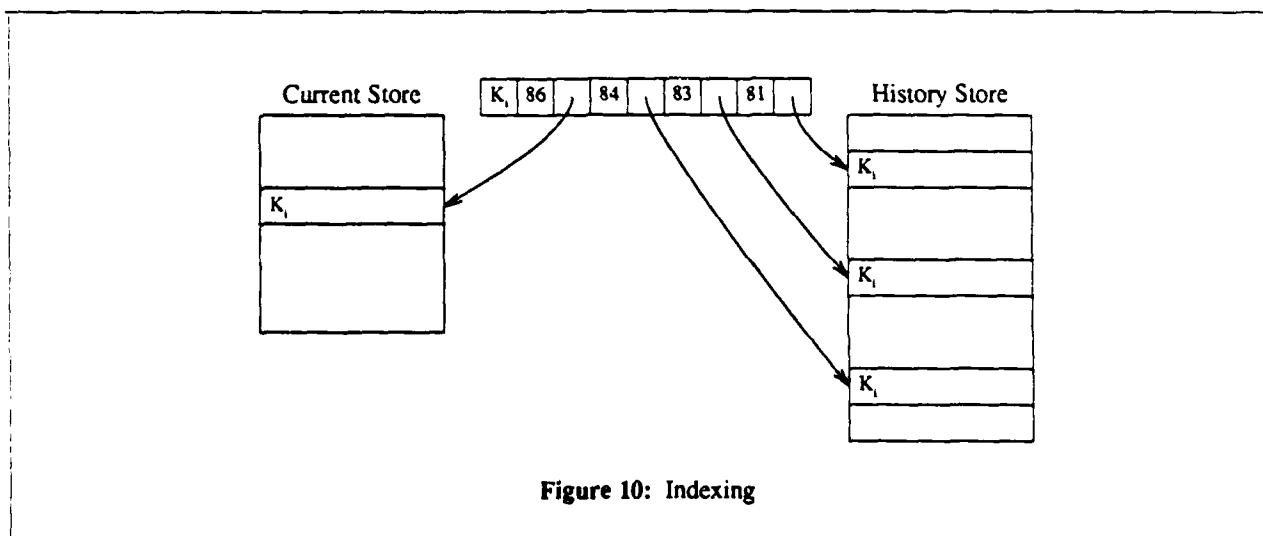 Current Store
K_i 86 84 83 81
History Store
K_i
K_i
K_i
K_i
Figure 10: Indexing